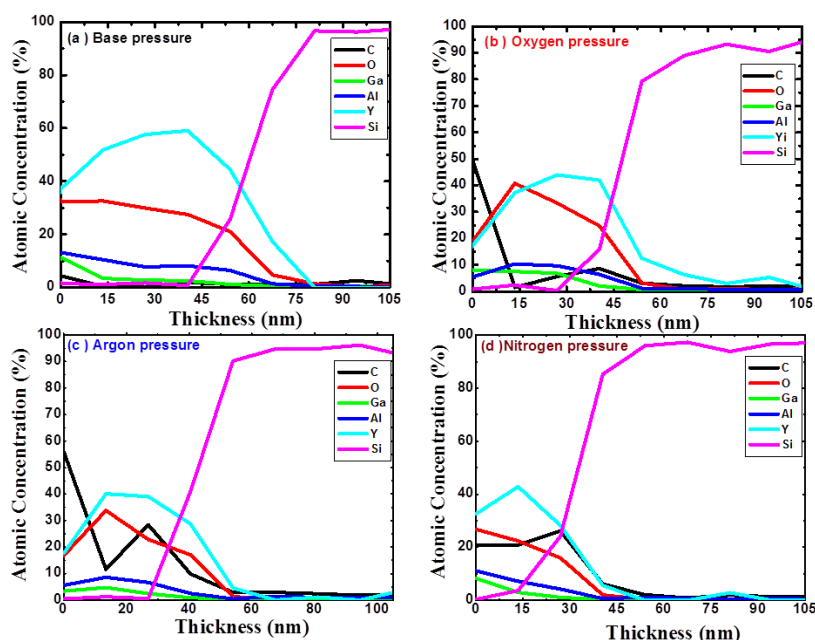 (a ) Base pressure
C
O
Ga
Al
Y
Si
100
80
60
40
20
0
Atomic Concentration (%)
0 15 30 45 60 75 90 105
Thickness (nm)
(b ) Oxygen pressure
C
O
Ga
Al
Yi
Si
100
90
80
70
60
50
40
30
20
10
0
Atomic Concentration (%)
0 15 30 45 60 75 90 105
Thickness (nm)
(c ) Argon pressure
C
O
Ga
Al
Y
Si
100
90
80
70
60
50
40
30
20
10
0
Atomic Concentration (%)
0 20 40 60 80 100
Thickness (nm)
(d )Nitrogen pressure
C
O
Ga
Al
Y
Si
100
80
60
40
20
0
Atomic Concentration (%)
0 15 30 45 60 75 90 105
Thickness (nm)